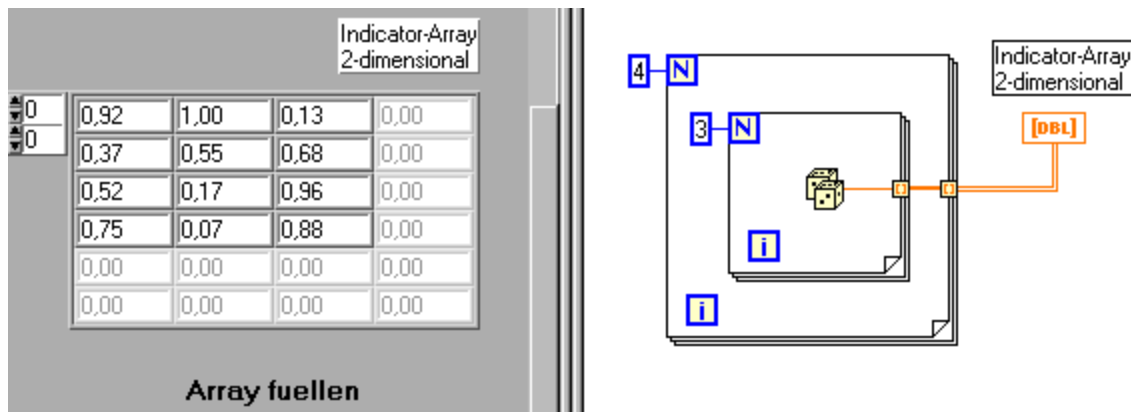 Indicator-Array
2-dimensional
0
0
0,92 1,00 0,13 0,00
0,37 0,55 0,68 0,00
0,52 0,17 0,96 0,00
0,75 0,07 0,88 0,00
0,00 0,00 0,00 0,00
0,00 0,00 0,00 0,00
Array fuellen
4 N
3 N
i
i
Indicator-Array
2-dimensional
[DBL]